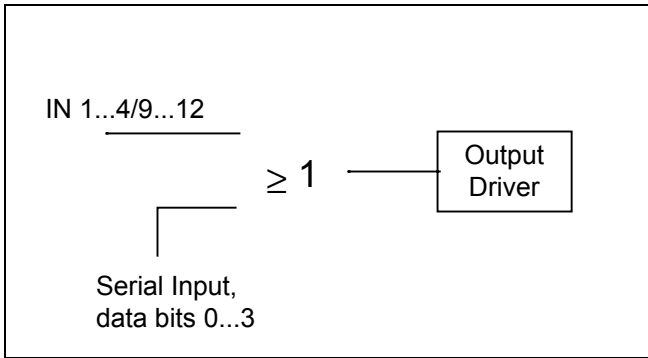 IN 1...4/9...12
≥ 1
Output
Driver
Serial Input,
data bits 0...3